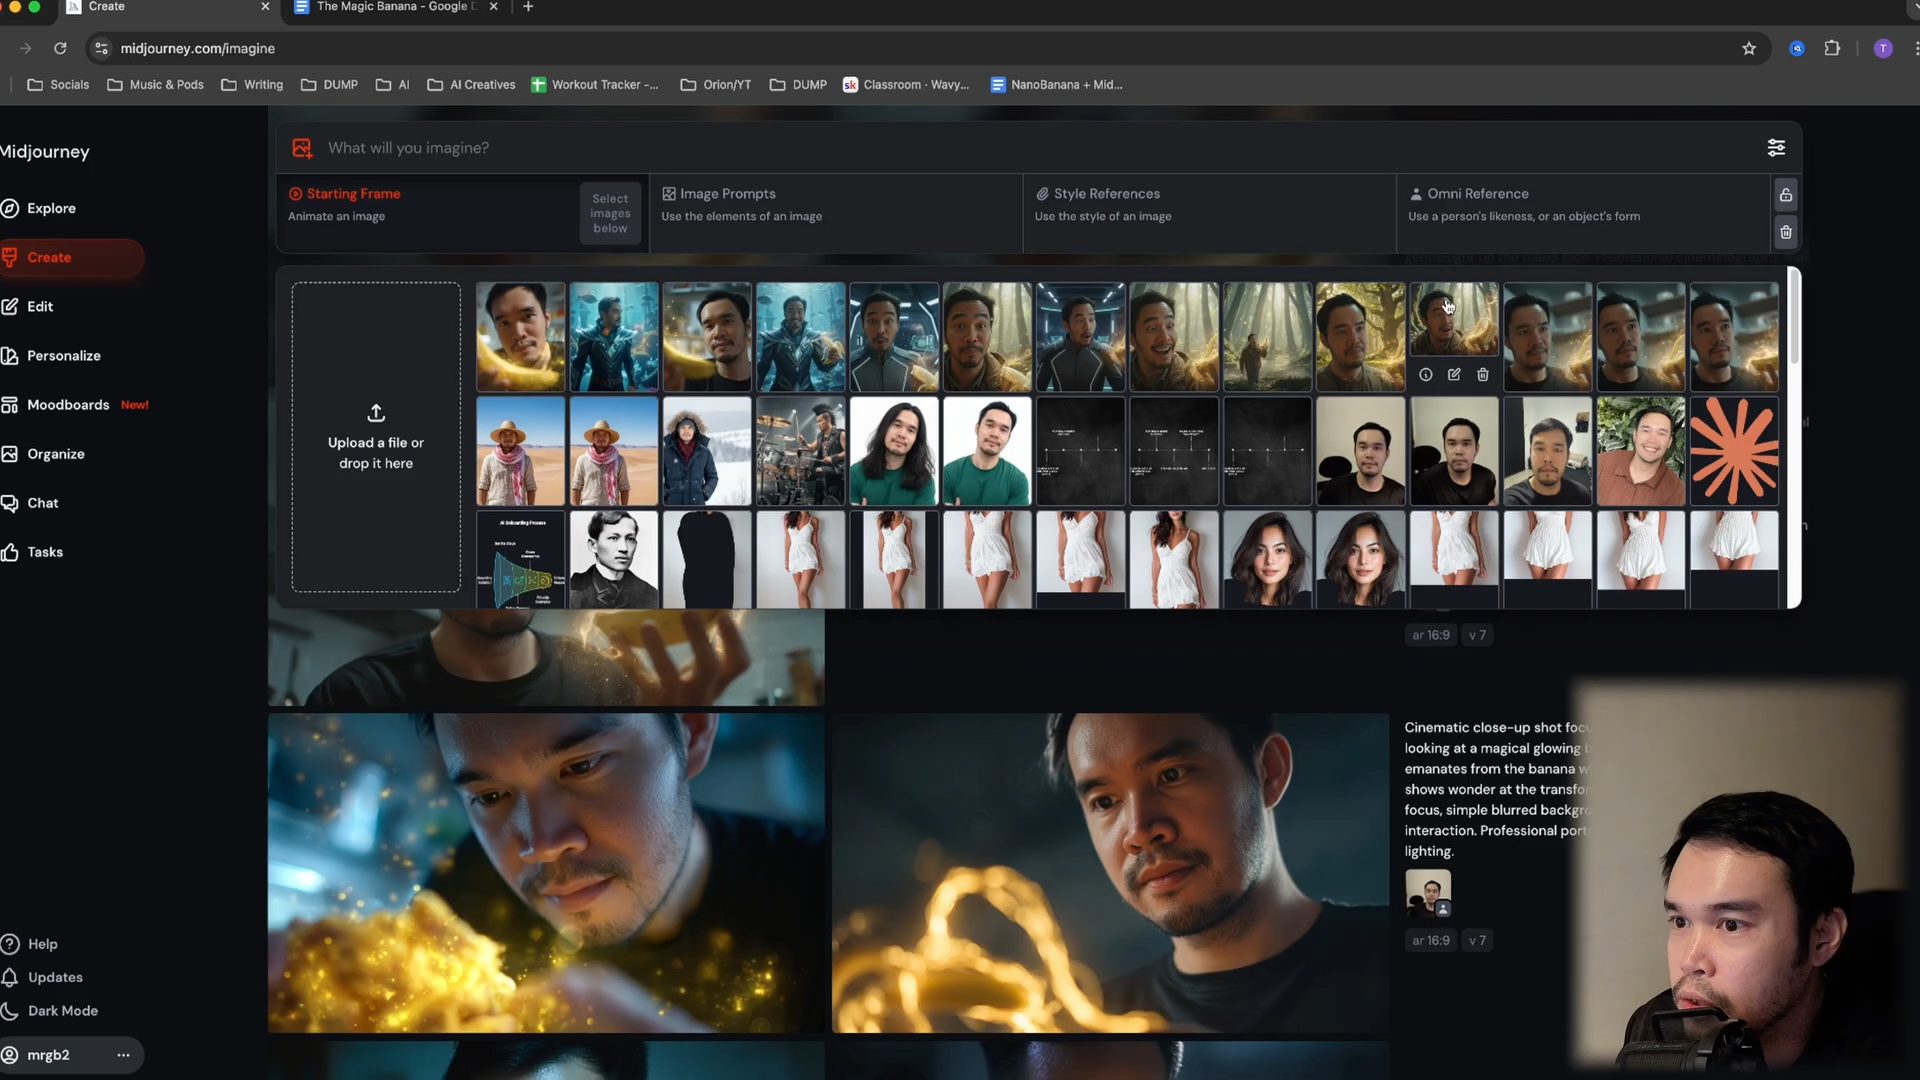 Create
The Magic Banana - Google
midjourney.com/imagine
T
Socials
Music & Pods
Writing
DUMP
AI
AI Creatives
Workout Tracker -...
Orion/YT
DUMP
sk
Classroom · Wavy...
NanoBanana + Mid...
Midjourney
Explore
Create
Edit
Personalize
Moodboards New!
Organize
Chat
Tasks
Help
Updates
Dark Mode
mrgb2
What will you imagine?
Starting Frame
Animate an image
Select
images
below
Image Prompts
Use the elements of an image
Style References
Use the style of an image
Omni Reference
Use a person's likeness, or an object's form
Upload a file or
drop it here
AI Onboarding Process
ar 16:9 v 7
Cinematic close-up shot
looking at a magical glowing
emanates from the banana
shows wonder at the
focus, simple blurred
interaction. Professional
lighting.
ar 16:9 v 7